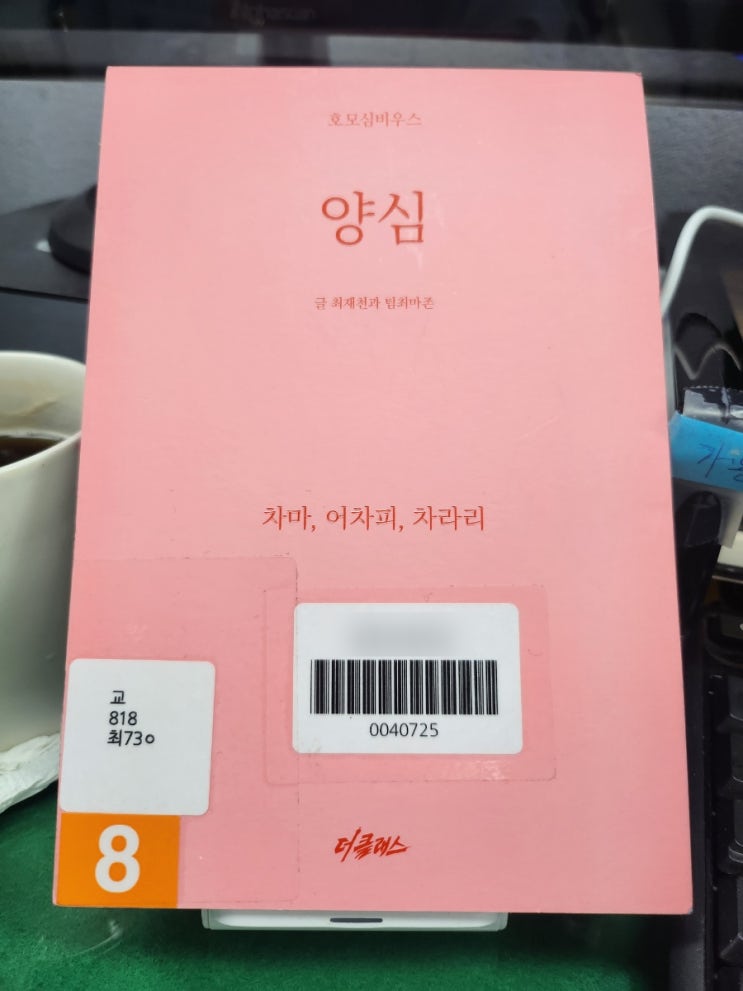 호모심비우스
양심
글 최재천과 팀최마존
차마, 어차피, 차라리
0040725
교
818
최73ㅇ
8
더클래스